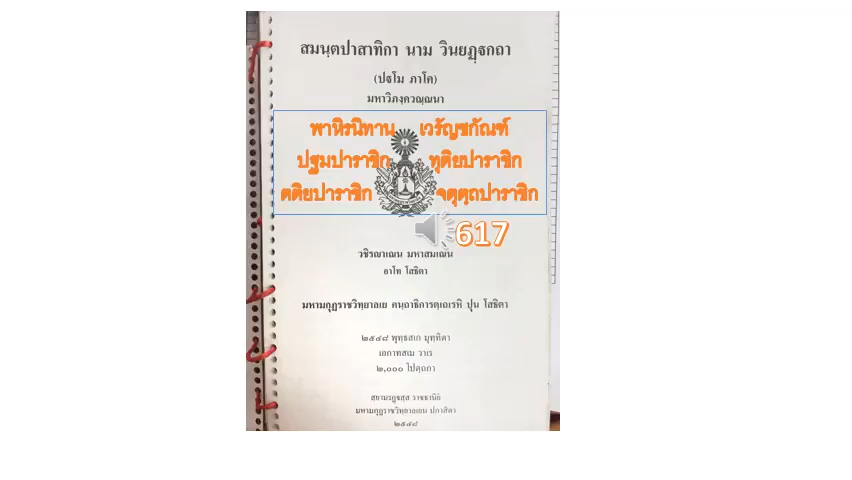 สมนฺตปาสาทิกา นาม วินยฏฺฐกถา
(ปฐโม ภาโค)
มหาวิภงฺควณฺณนา
พาหิรนิทาน เวรัญชกัณฑ์
ปฐมปาราชิก ทุติยปาราชิก
ตติยปาราชิก จตุตฺถปาราชิก
617
วชิรญาเณน มหาสมเณน
อาโท โสธิตา
มหามกุฏราชวิทฺยาลเย คนฺถาธิการตฺเถเรหิ ปุน โสธิตา
๒๕๔๘ พุทฺธสเก มุทฺทิตา
เอกาทสเม วาเร
๒,๐๐๐ โปตฺถกา
สฺยามรฏฺฐสฺส ราชธานิยํ
มหามกุฏราชวิทฺยาลเยน ปกาสิตา
๒๕๔๘